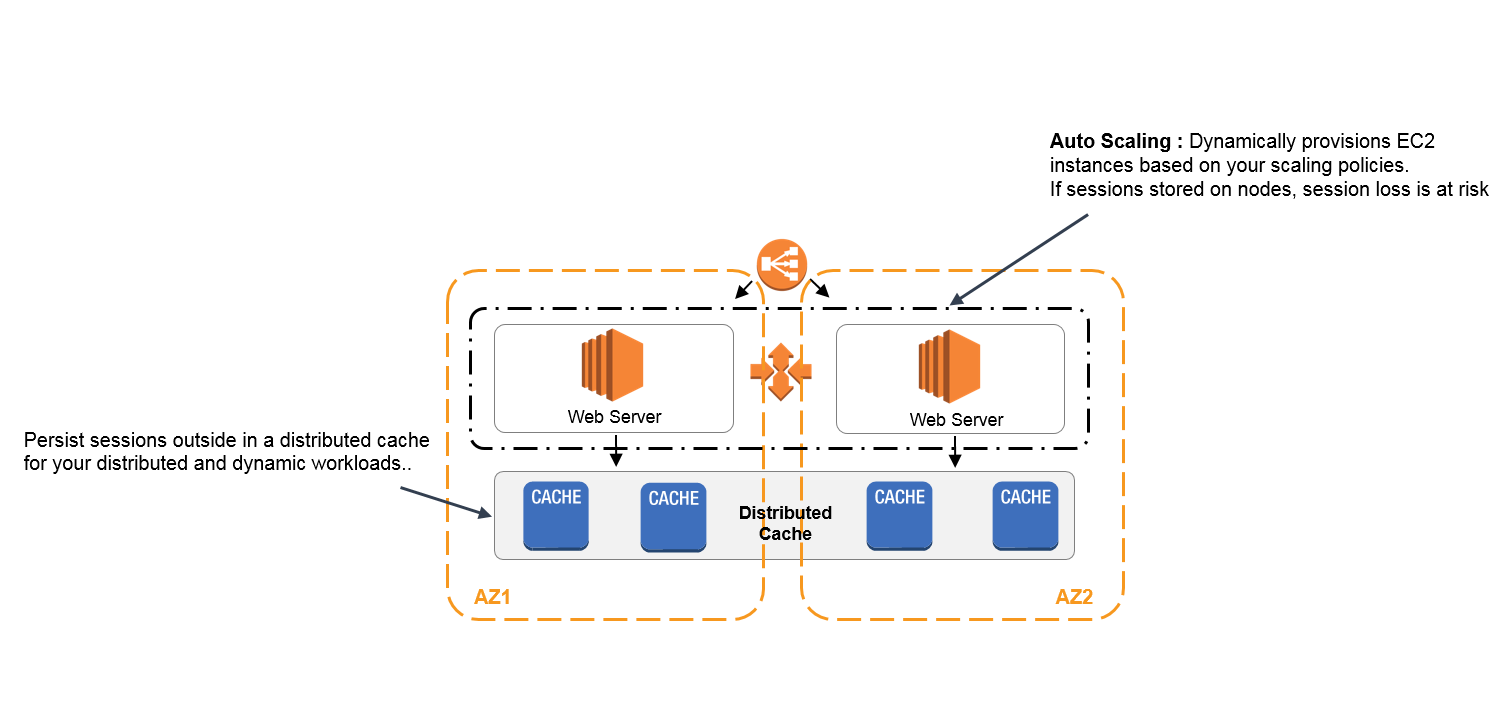 Auto Scaling : Dynamically provisions EC2
instances based on your scaling policies.
If sessions stored on nodes, session loss is at risk
Web Server
Web Server
Persist sessions outside in a distributed cache
for your distributed and dynamic workloads..
CACHE
CACHE
Distributed
Cache
CACHE
CACHE
AZ1
AZ2